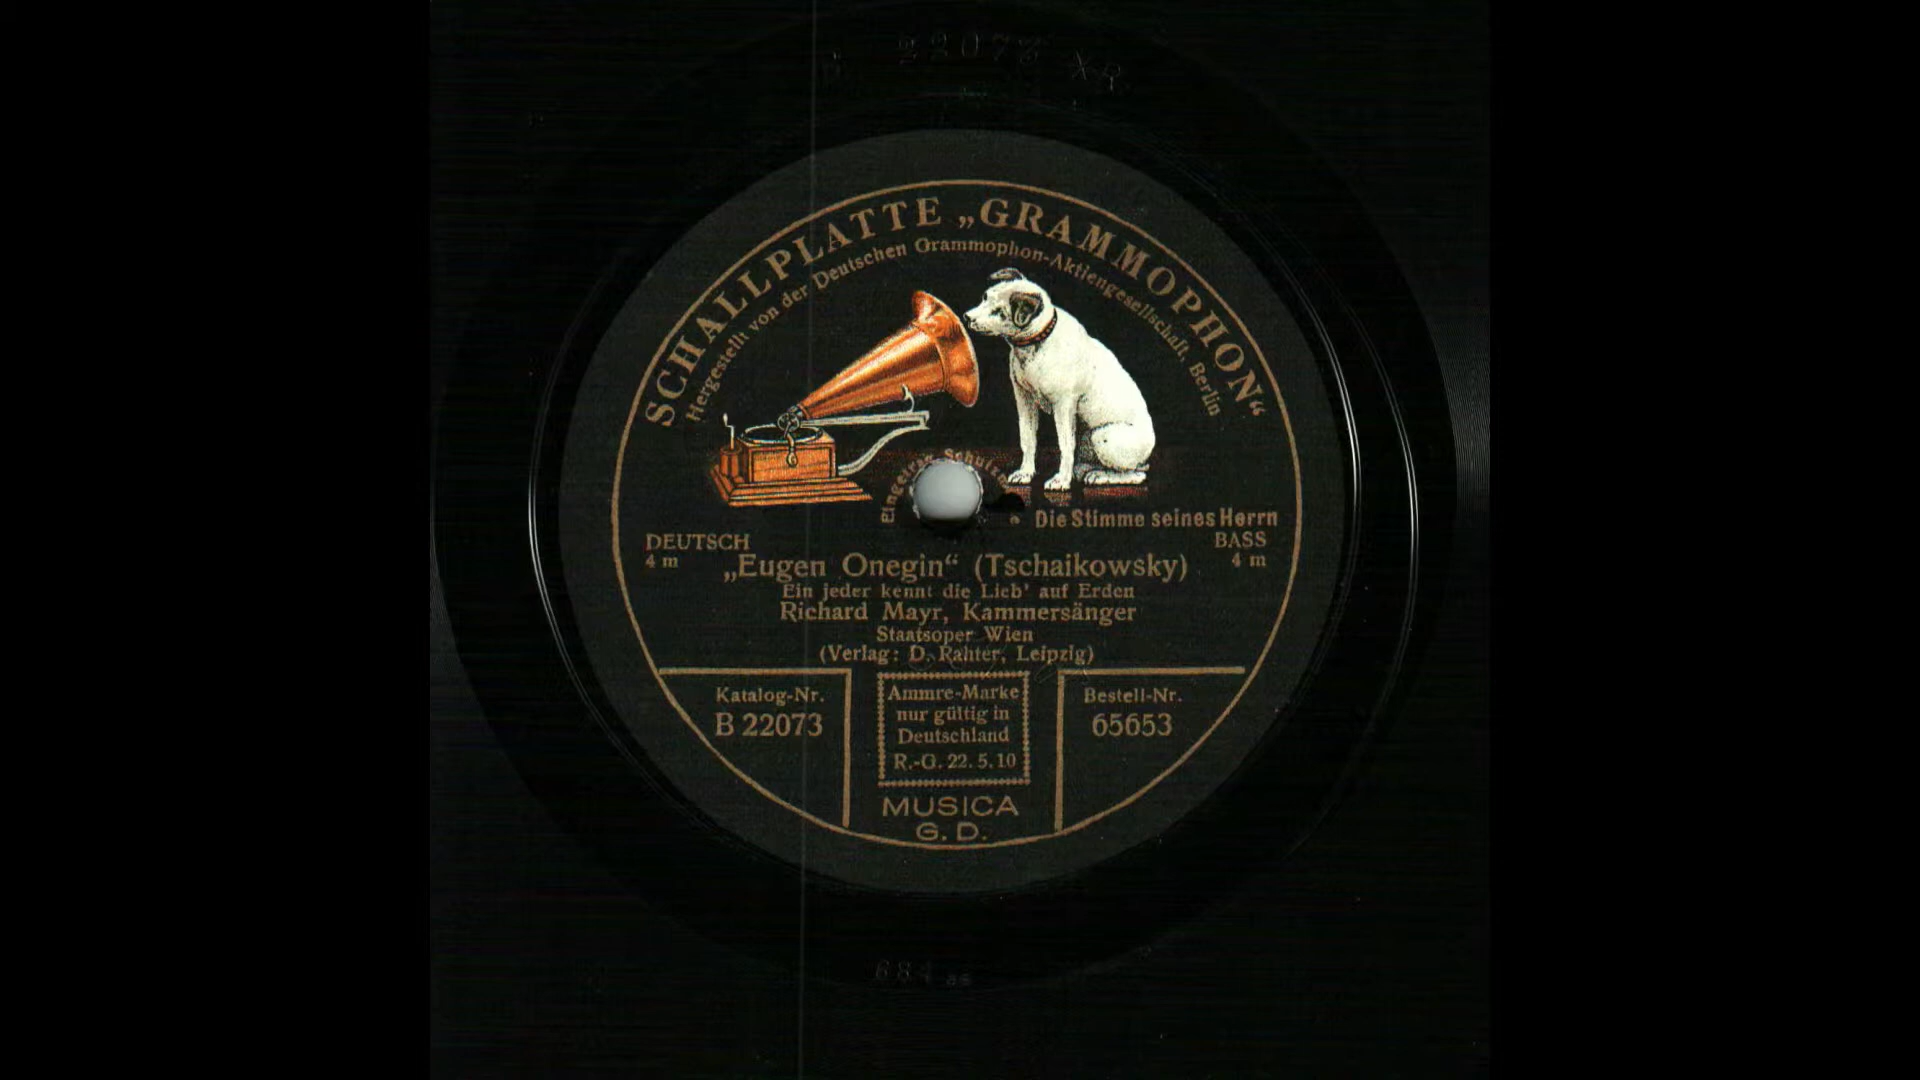 SCHALLPLATTE „GRAMMOPHON“
Hergestellt von der Deutschen Grammophon-Aktiengesellschaft, Berlin
Die Stimme seines Herrn
DEUTSCH
4 m
BASS
4 m
„Eugen Onegin“ (Tschaikowsky)
Ein jeder kennt die Lieb’ auf Erden
Richard Mayr, Kammersänger
Staatsoper Wien
(Verlag: D. Rahter, Leipzig)
Katalog-Nr.
B 22073
Ammre-Marke
nur gültig in
Deutschland
R.-G. 22.5.10
Bestell-Nr.
65653
MUSICA
G. D.